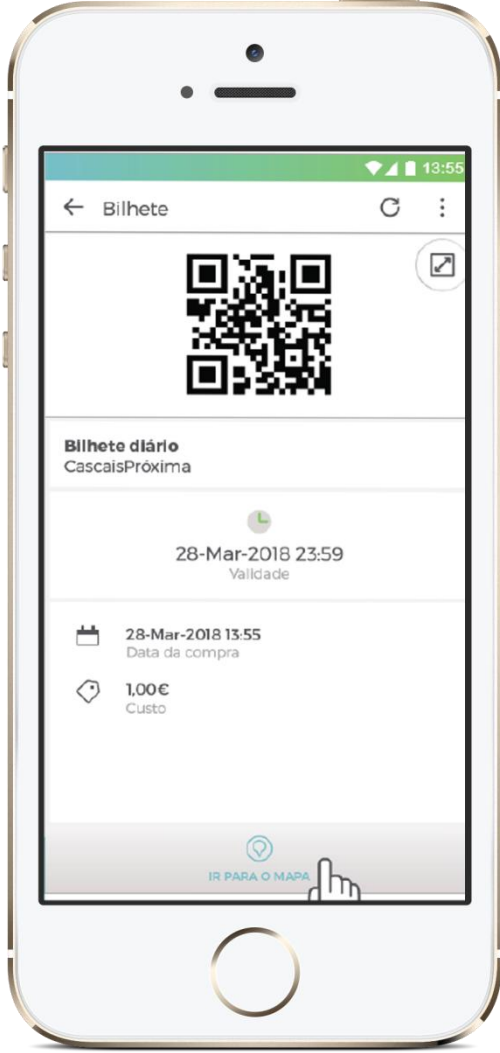 13:55
Bilhete
Bilhete diário
CascaisPróxima
28-Mar-2018 23:59
Validade
28-Mar-2018 13:55
Data da compra
1,00€
Custo
IR PARA O MAPA